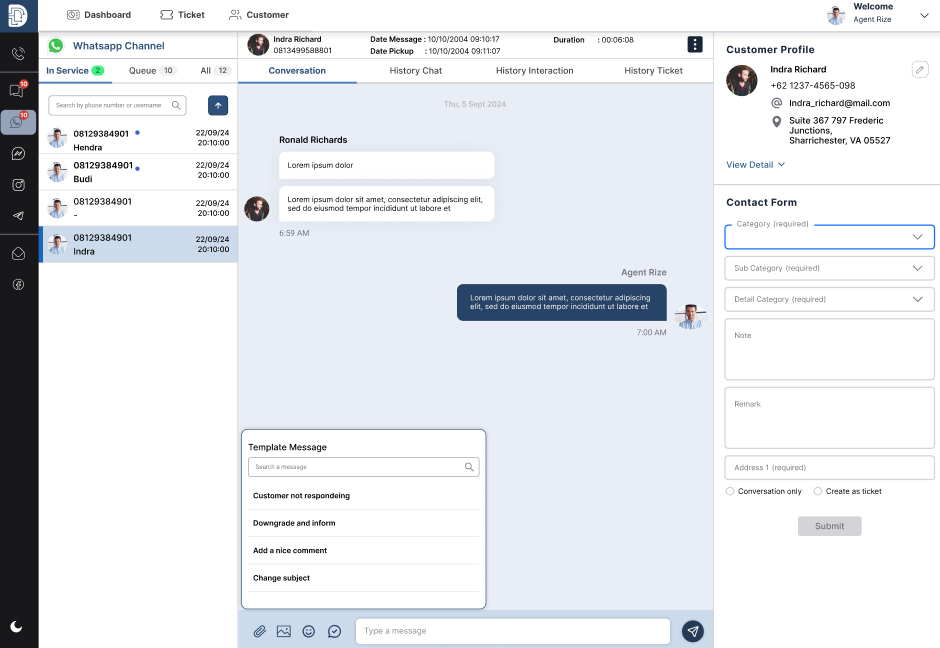 Dashboard
Ticket
Customer
Welcome
Agent Rize
10
10
Whatsapp Channel
In Service 2
Queue 10
All 12
Search by phone number or username
08129384901
Hendra
22/09/24
20:10:00
08129384901
Budi
22/09/24
20:10:00
08129384901
-
22/09/24
20:10:00
08129384901
Indra
22/09/24
20:10:00
Indra Richard
0813499588801
Date Message : 10/10/2004 09:10:17
Date Pickup : 10/10/2004 09:11:07
Duration : 00:06:08
Conversation
History Chat
History Interaction
History Ticket
Thu, 5 Sept 2024
Ronald Richards
Lorem ipsum dolor
Lorem ipsum dolor sit amet, consectetur adipiscing elit,
sed do eiusmod tempor incididunt ut labore et
6:59 AM
Agent Rize
Lorem ipsum dolor sit amet, consectetur adipiscing
elit, sed do eiusmod tempor incididunt ut labore et
7:00 AM
Template Message
Search a message
Customer not respondeing
Downgrade and inform
Add a nice comment
Change subject
Type a message
Customer Profile
Indra Richard
+62 1237-4565-098
Indra_richard@mail.com
Suite 367 797 Frederic
Junctions,
Sharrichester, VA 05527
View Detail
Contact Form
Category (required)
Sub Category (required)
Detail Category (required)
Note
Remark
Address 1 (required)
Conversation only
Create as ticket
Submit